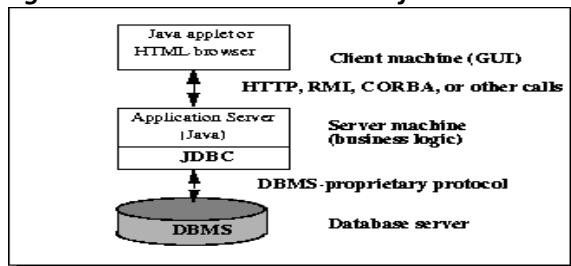 Java applet or
HTML browser
Client machine (GUI)
HTTP, RMI, CORBA, or other calls
Application Server
(Java)
JDBC
Server machine
(business logic)
DBMS-proprietary protocol
DBMS
Database server